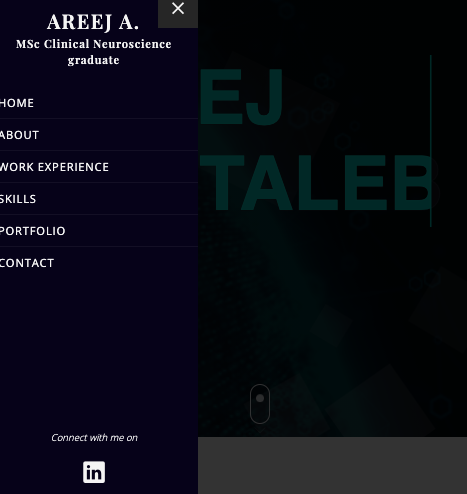 AREEJ A.
MSc Clinical Neuroscience
graduate
HOME
ABOUT
WORK EXPERIENCE
SKILLS
PORTFOLIO
CONTACT
Connect with me on
in
EJ
TALEB